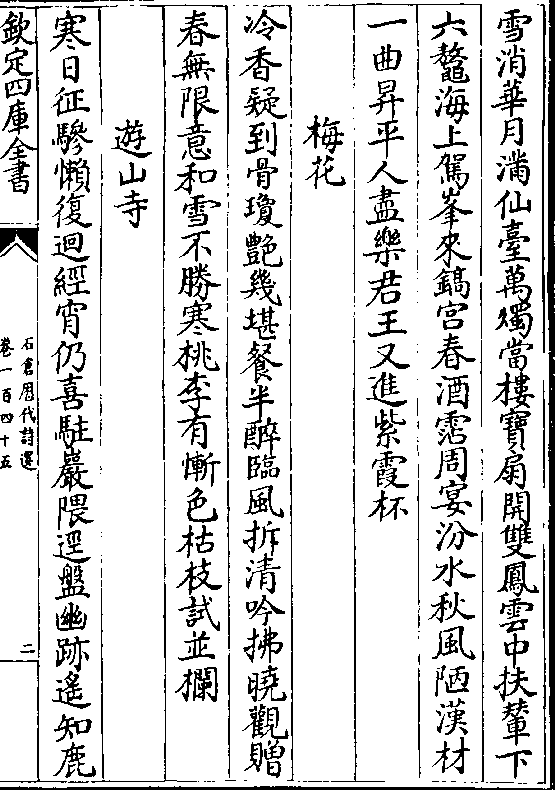 雪消華月滿仙臺萬燭當樓寶扇開雙鳳雲中扶輦下
六鼇海上駕峯來鎬宮春酒霑周宴汾水秋風陋漢材
一曲昇平人盡樂君王又進紫霞杯
梅花
冷香疑到骨瓊艷幾堪餐半醉臨風折清吟拂曉觀贈
春無限意和雪不勝寒桃李有慚色枯枝試並欄
遊山寺
寒日征驂懶復迴經宵仍喜駐巖隈逕盤幽跡遙知鹿
欽定四庫全書
石倉歷代詩選
卷一百四十五
二